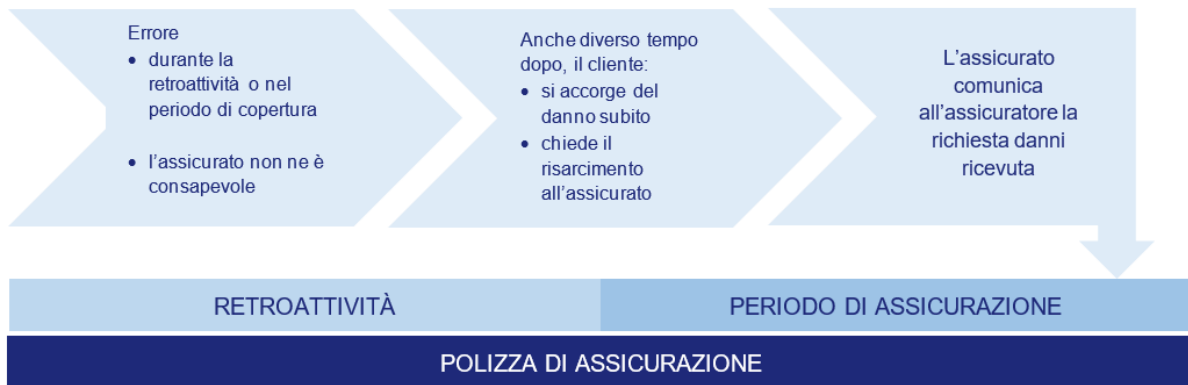 Errore
• durante la
retroattività o nel
periodo di copertura
• l'assicurato non ne è
consapevole
Anche diverso tempo
dopo, il cliente:
• si accorge del
danno subito
• chiede il
risarcimento
all'assicurato
L'assicurato
comunica
all'assicuratore la
richiesta danni
ricevuta
RETROATTIVITÀ
PERIODO DI ASSICURAZIONE
POLIZZA DI ASSICURAZIONE